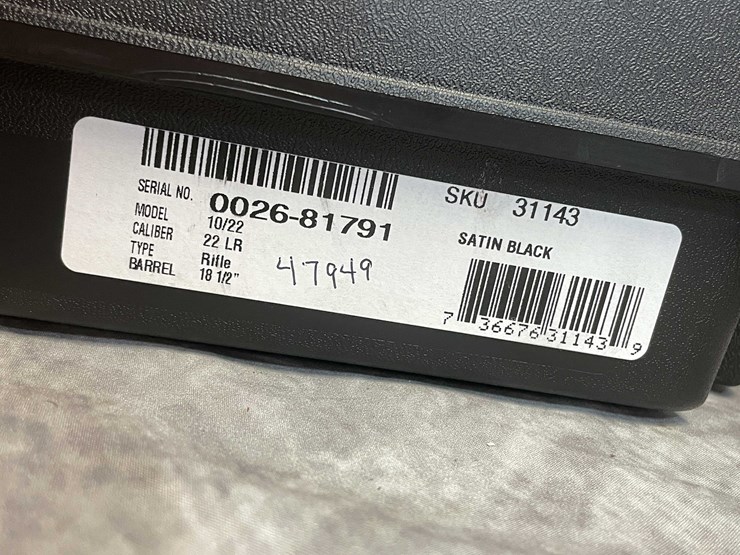 SERIAL NO. 0026-81791
MODEL 10/22
CALIBER 22 LR
TYPE Rifle
BARREL 18 1/2"
47949
SKU 31143
SATIN BLACK
7 36676 31143 9